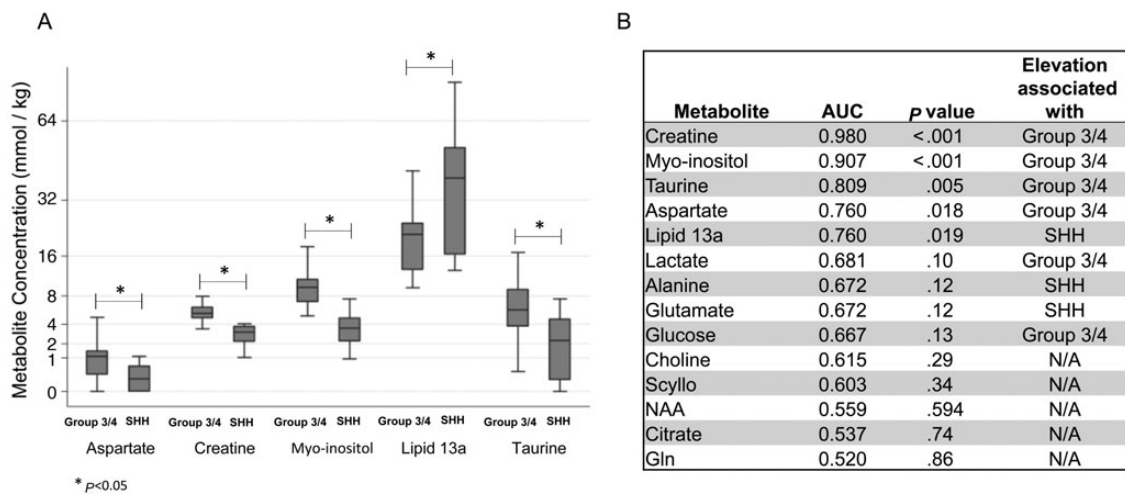 A
Metabolite Concentration (mmol / kg)
64
32
16
8
4
2
1
0
*
*
*
*
*
Group 3/4 SHH
Group 3/4 SHH
Group 3/4 SHH
Group 3/4 SHH
Group 3/4 SHH
Aspartate
Creatine
Myo-inositol
Lipid 13a
Taurine
* P<0.05
B
Metabolite AUC P value Elevation associated with
Creatine 0.980 <.001 Group 3/4
Myo-inositol 0.907 <.001 Group 3/4
Taurine 0.809 .005 Group 3/4
Aspartate 0.760 .018 Group 3/4
Lipid 13a 0.760 .019 SHH
Lactate 0.681 .10 Group 3/4
Alanine 0.672 .12 SHH
Glutamate 0.672 .12 SHH
Glucose 0.667 .13 Group 3/4
Choline 0.615 .29 N/A
Scyllo 0.603 .34 N/A
NAA 0.559 .594 N/A
Citrate 0.537 .74 N/A
Gln 0.520 .86 N/A